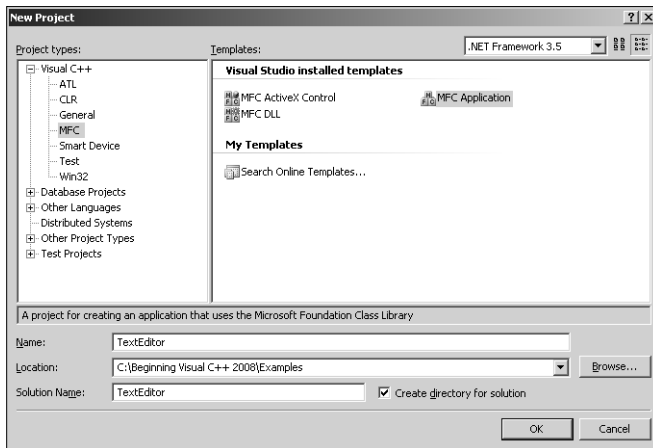 New Project
Project types:
Templates:
.NET Framework 3.5
Visual C++
ATL
CLR
General
MFC
Smart Device
Test
Win32
Database Projects
Other Languages
Distributed Systems
Other Project Types
Test Projects
Visual Studio installed templates
MFC ActiveX Control
MFC Application
MFC DLL
My Templates
Search Online Templates...
A project for creating an application that uses the Microsoft Foundation Class Library
Name:
TextEditor
Location:
C:\Beginning Visual C++ 2008\Examples
Browse...
Solution Name:
TextEditor
Create directory for solution
OK
Cancel